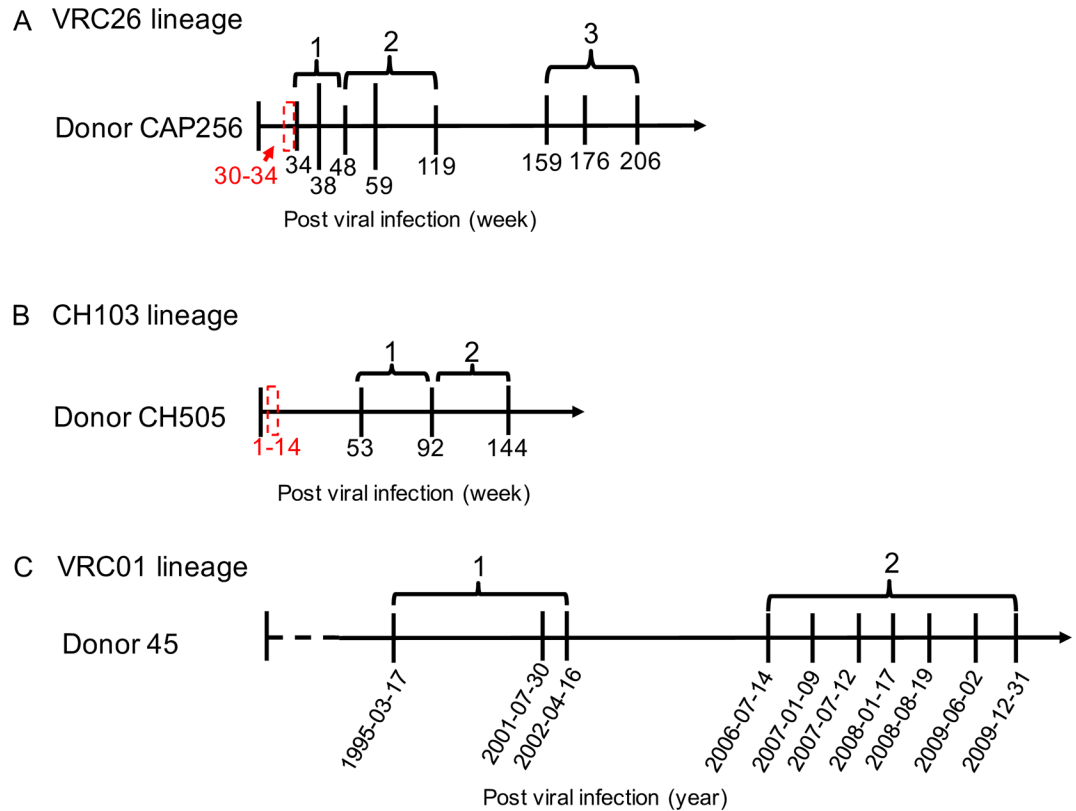 A VRC26 lineage
1 2 3
Donor CAP256
30-34 34 38 48 59 119 159 176 206
Post viral infection (week)
B CH103 lineage
1 2
Donor CH505
1-14 53 92 144
Post viral infection (week)
C VRC01 lineage
1 2
Donor 45
1995-03-17 2001-07-30 2002-04-16 2006-07-14 2007-01-09 2007-07-12 2008-01-17 2008-08-19 2009-06-02 2009-12-31
Post viral infection (year)